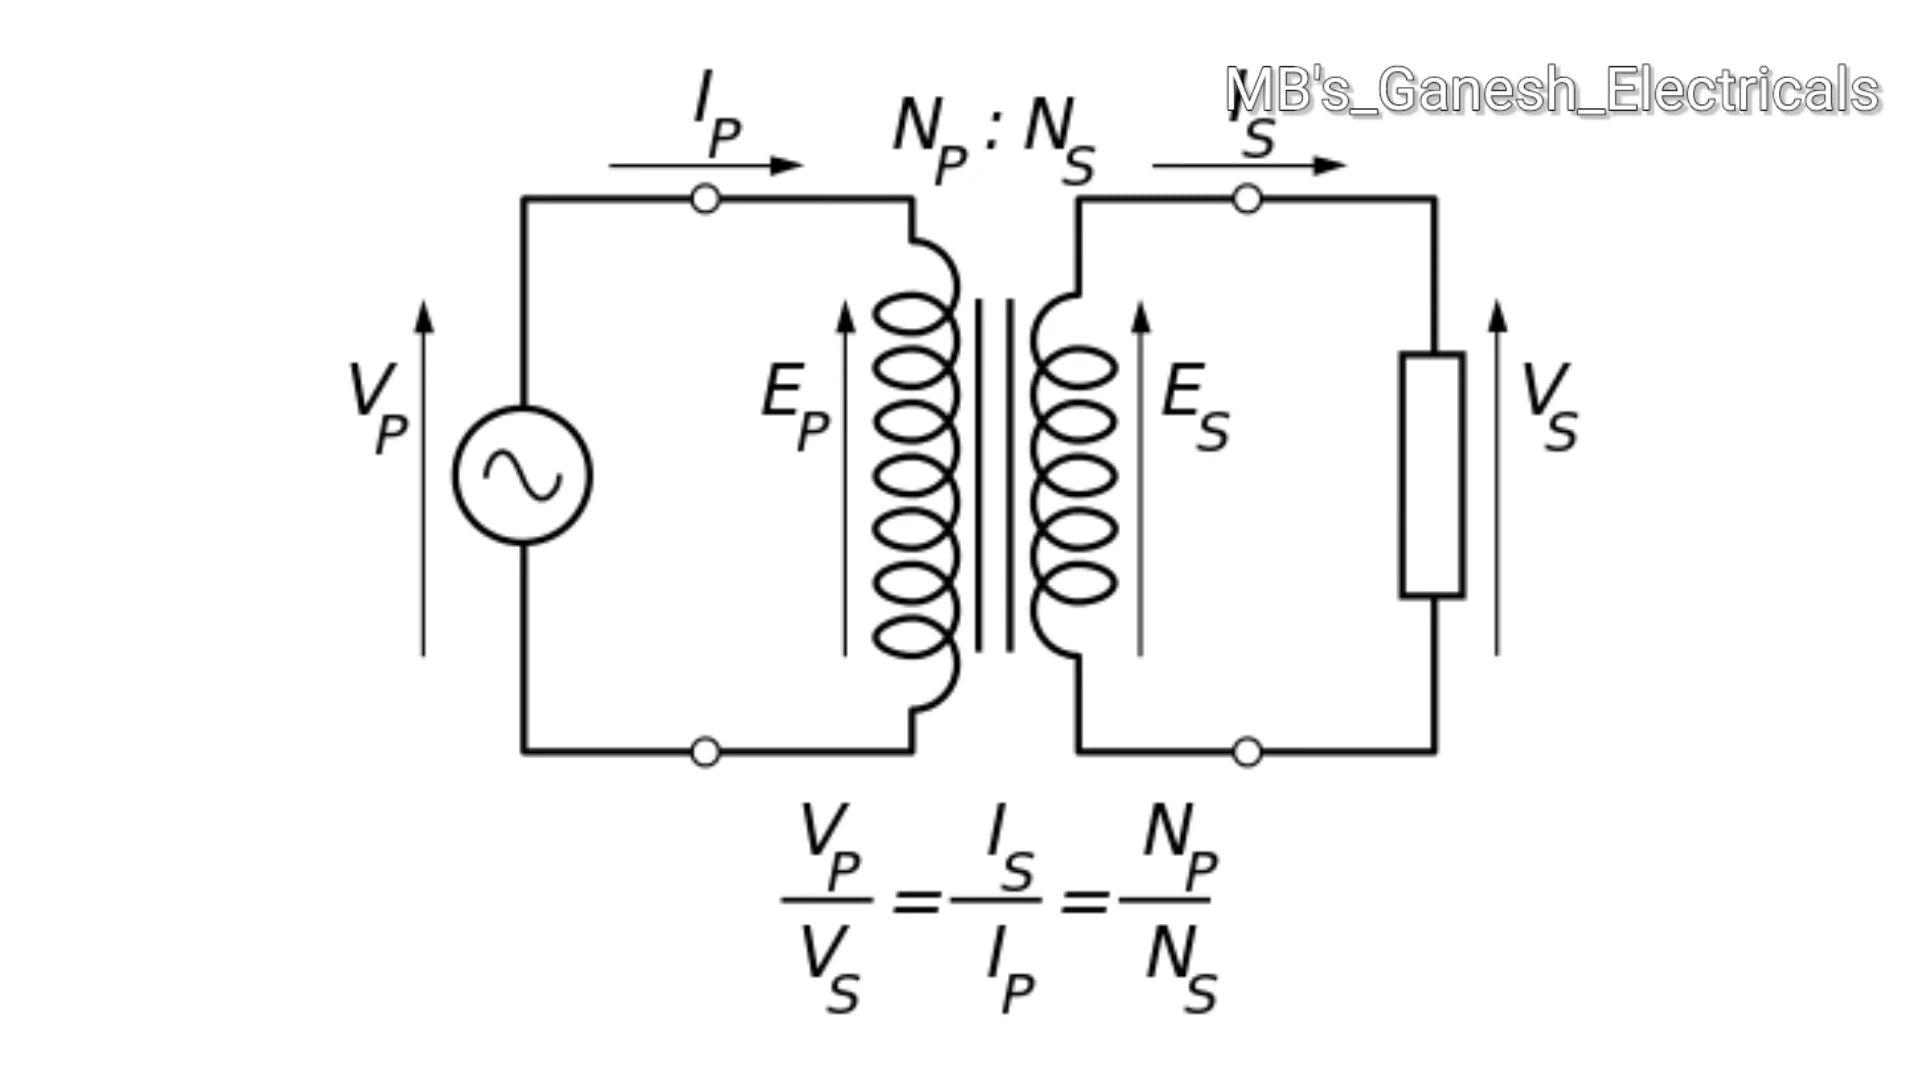 MB's_Ganesh_Electricals
I_P
N_P : N_S
I_S
V_P
E_P
E_S
V_S
V_P/V_S = I_S/I_P = N_P/N_S